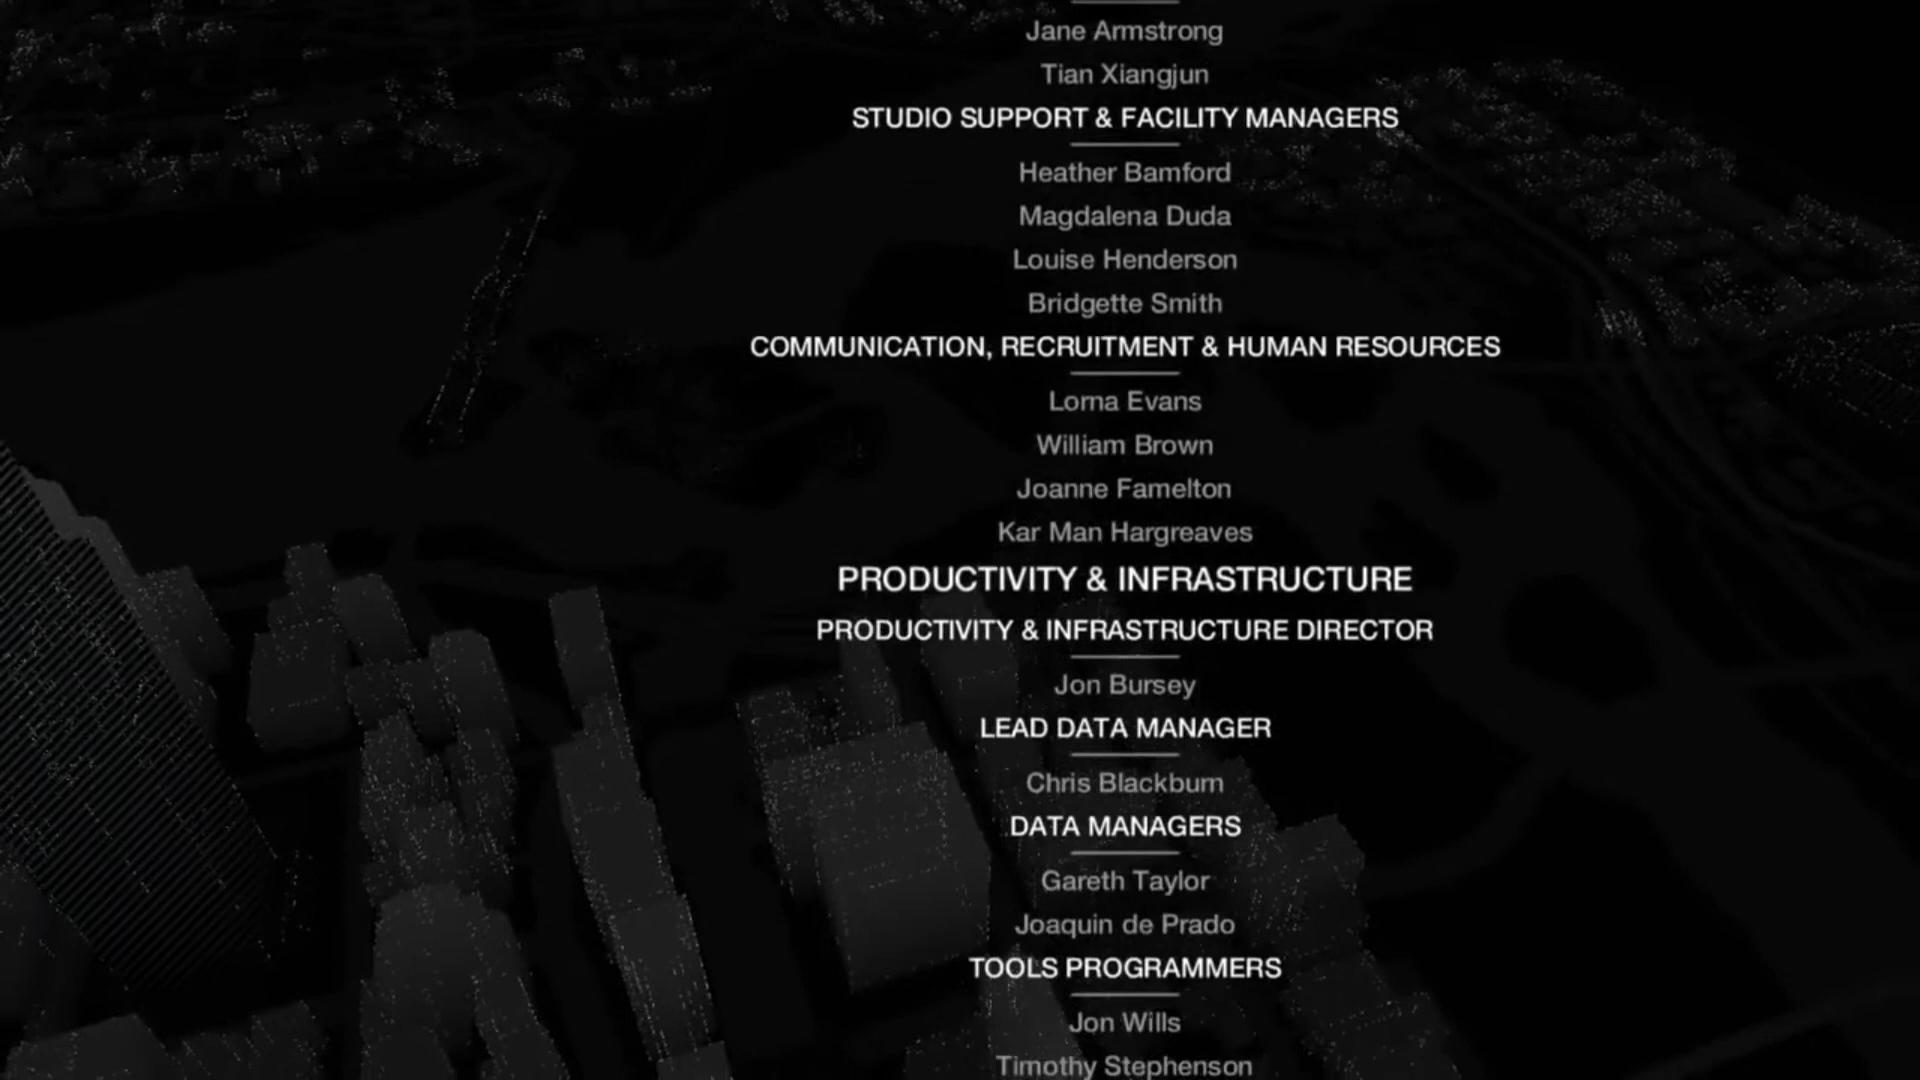 Jane Armstrong
Tian Xiangjun
STUDIO SUPPORT & FACILITY MANAGERS
Heather Bamford
Magdalena Duda
Louise Henderson
Bridgette Smith
COMMUNICATION, RECRUITMENT & HUMAN RESOURCES
Lorna Evans
William Brown
Joanne Famelton
Kar Man Hargreaves
PRODUCTIVITY & INFRASTRUCTURE
PRODUCTIVITY & INFRASTRUCTURE DIRECTOR
Jon Bursey
LEAD DATA MANAGER
Chris Blackburn
DATA MANAGERS
Gareth Taylor
Joaquin de Prado
TOOLS PROGRAMMERS
Jon Wills
Timothy Stephenson